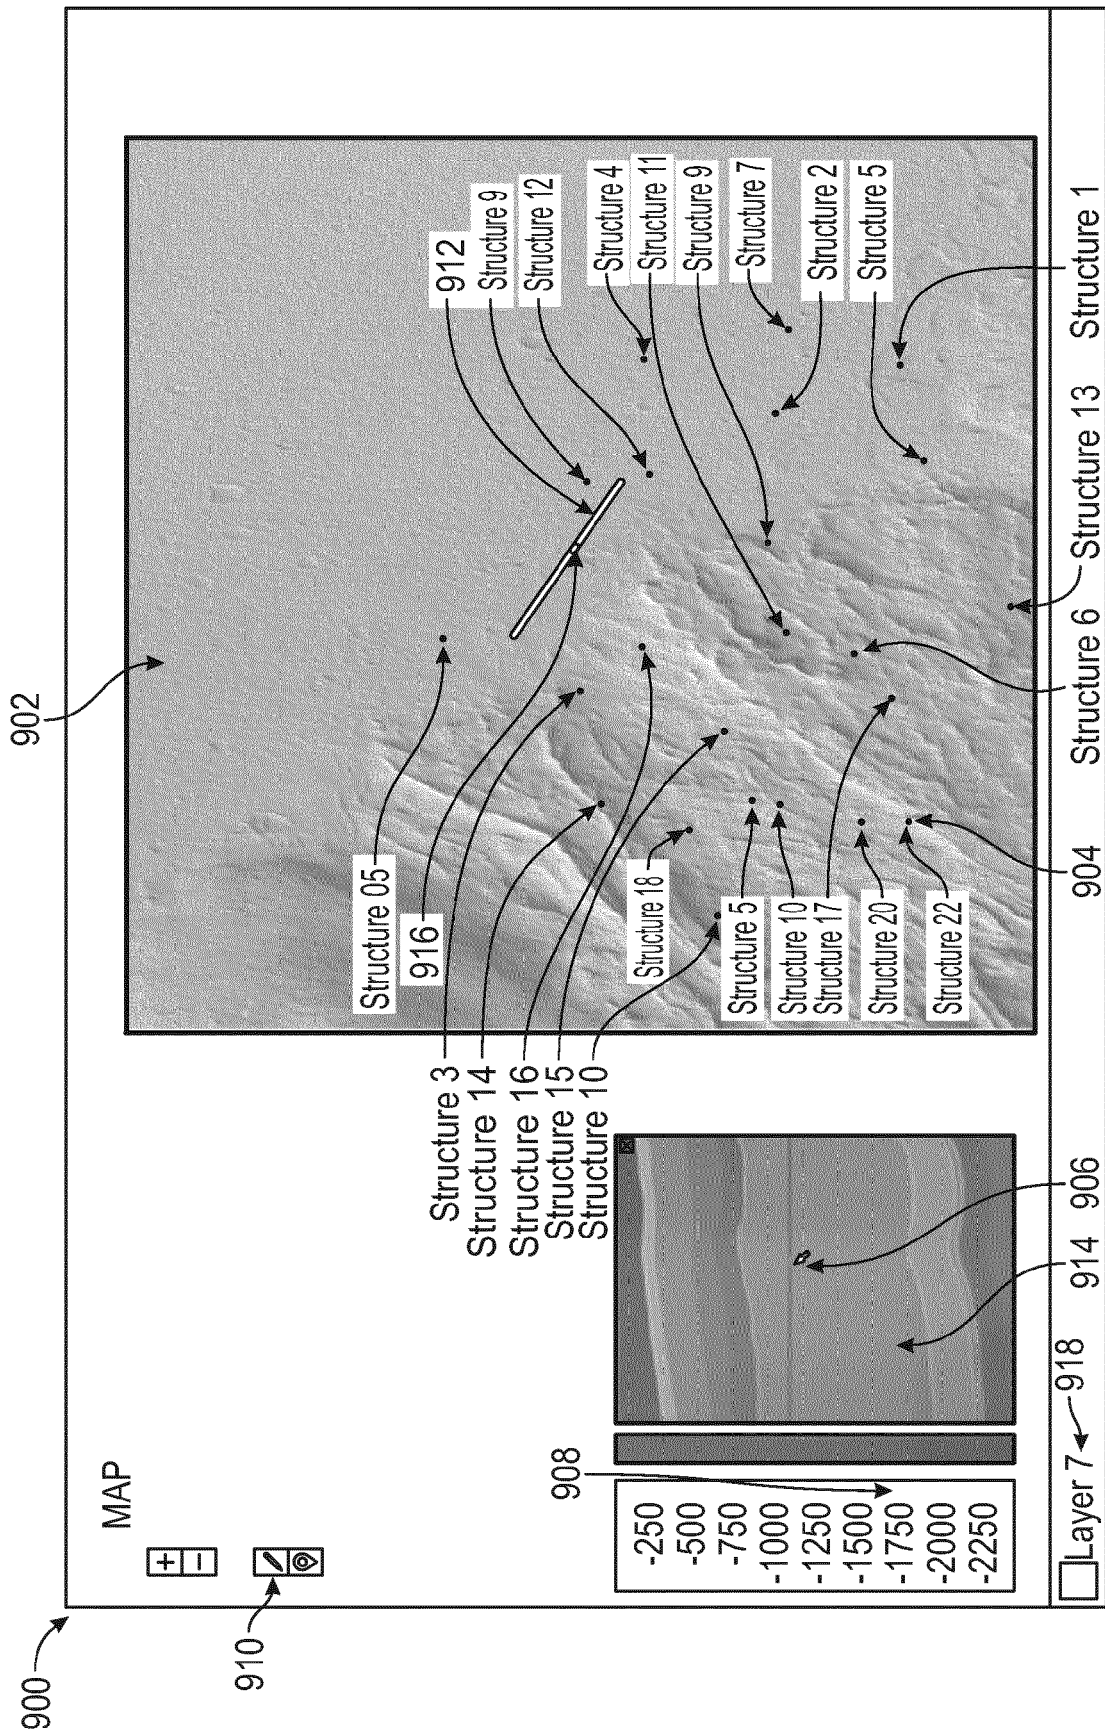 900
902
MAP
+
-
910
912
Structure 9
Structure 12
Structure 05
916
Structure 4
Structure 11
Structure 9
Structure 7
Structure 2
Structure 5
Structure 3
Structure 14
Structure 16
Structure 15
Structure 10
Structure 18
Structure 5
Structure 10
Structure 17
Structure 20
Structure 22
908
-250
-500
-750
-1000
-1250
-1500
-1750
-2000
-2250
Layer 7
918
914
906
904
Structure 6
Structure 13
Structure 1